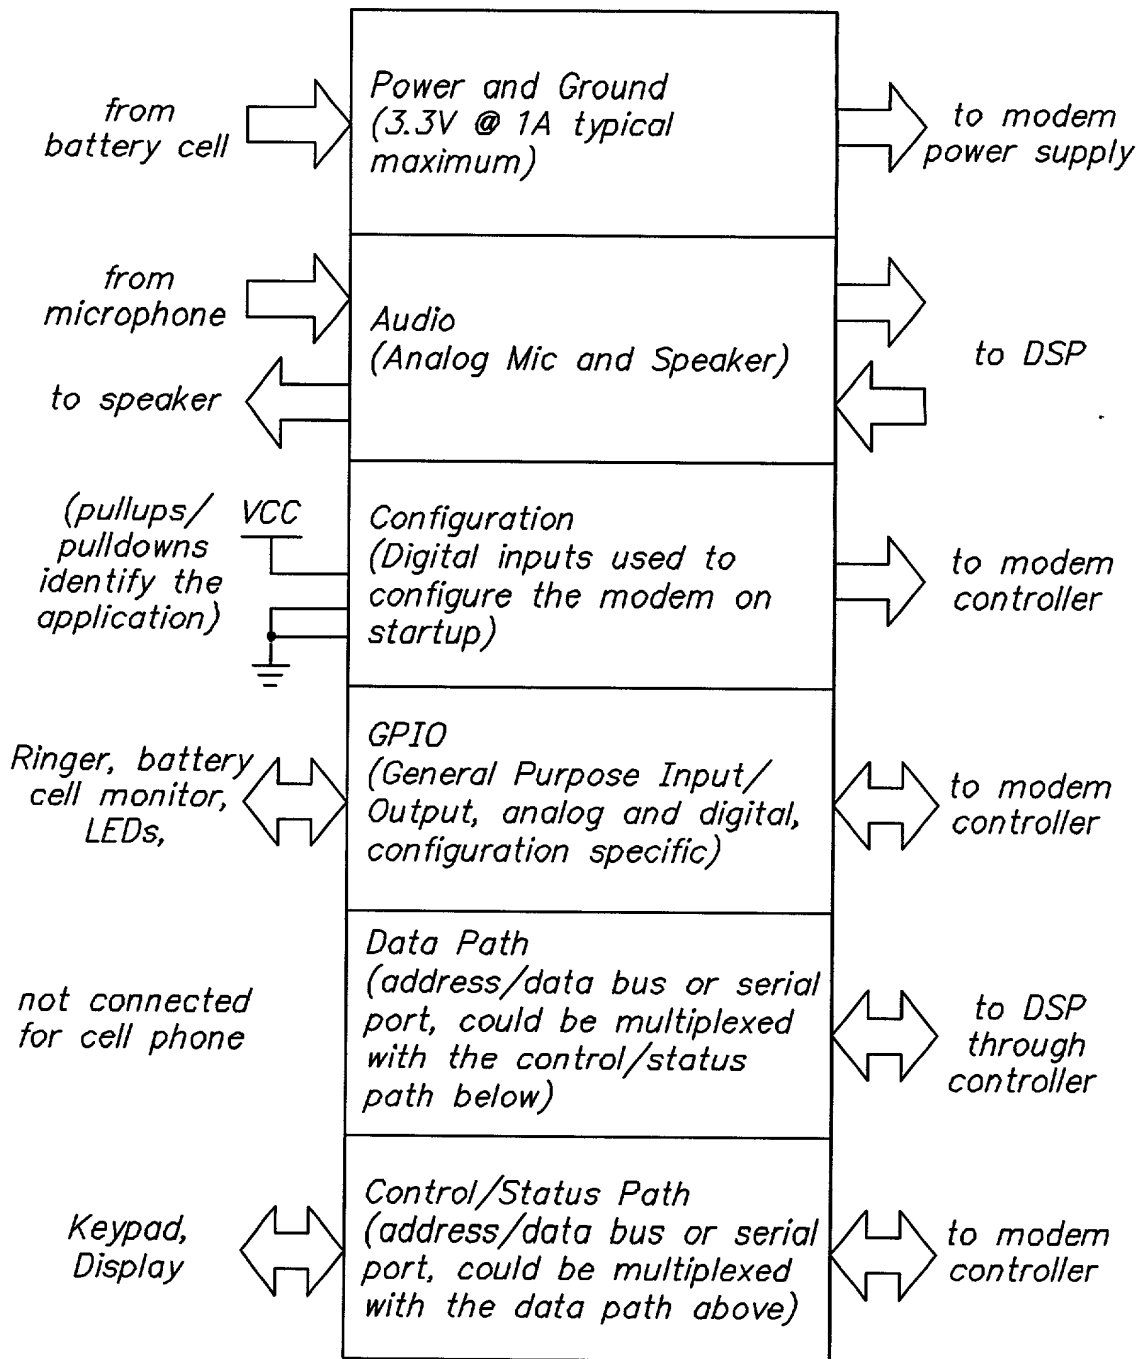 from
battery cell
Power and Ground
(3.3V @ 1A typical
maximum)
to modem
power supply
from
microphone
to speaker
Audio
(Analog Mic and Speaker)
to DSP
(pullups/
pulldowns
identify the
application)
VCC
Configuration
(Digital inputs used to
configure the modem on
startup)
to modem
controller
Ringer, battery
cell monitor,
LEDs,
GPIO
(General Purpose Input/
Output, analog and digital,
configuration specific)
to modem
controller
not connected
for cell phone
Data Path
(address/data bus or serial
port, could be multiplexed
with the control/status
path below)
to DSP
through
controller
Keypad,
Display
Control/Status Path
(address/data bus or serial
port, could be multiplexed
with the data path above)
to modem
controller